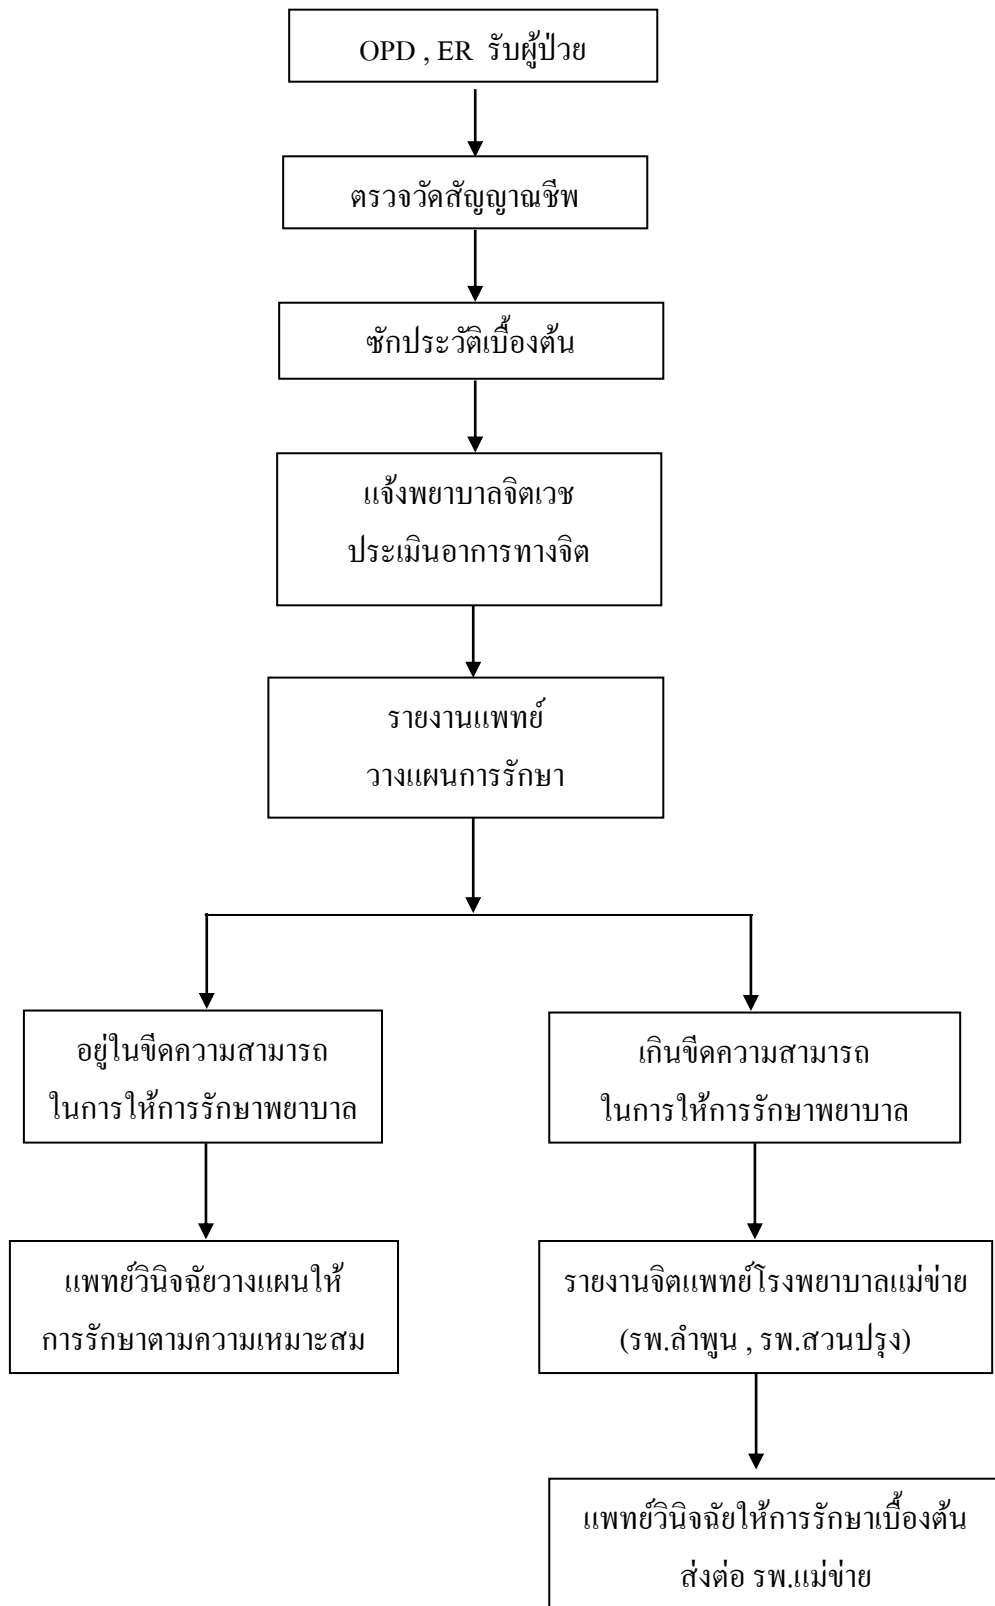 OPD , ER รับผู้ป่วย
ตรวจวัดสัญญาณชีพ
ซักประวัติเบื้องต้น
แจ้งพยาบาลจิตเวช
ประเมินอาการทางจิต
รายงานแพทย์
วางแผนการรักษา
อยู่ในขีดความสามารถ
ในการให้การรักษาพยาบาล
เกินขีดความสามารถ
ในการให้การรักษาพยาบาล
แพทย์วินิจฉัยวางแผนให้
การรักษาตามความเหมาะสม
รายงานจิตแพทย์โรงพยาบาลแม่ข่าย
(รพ.ลำพูน , รพ.สวนปรุง)
แพทย์วินิจฉัยให้การรักษาเบื้องต้น
ส่งต่อ รพ.แม่ข่าย